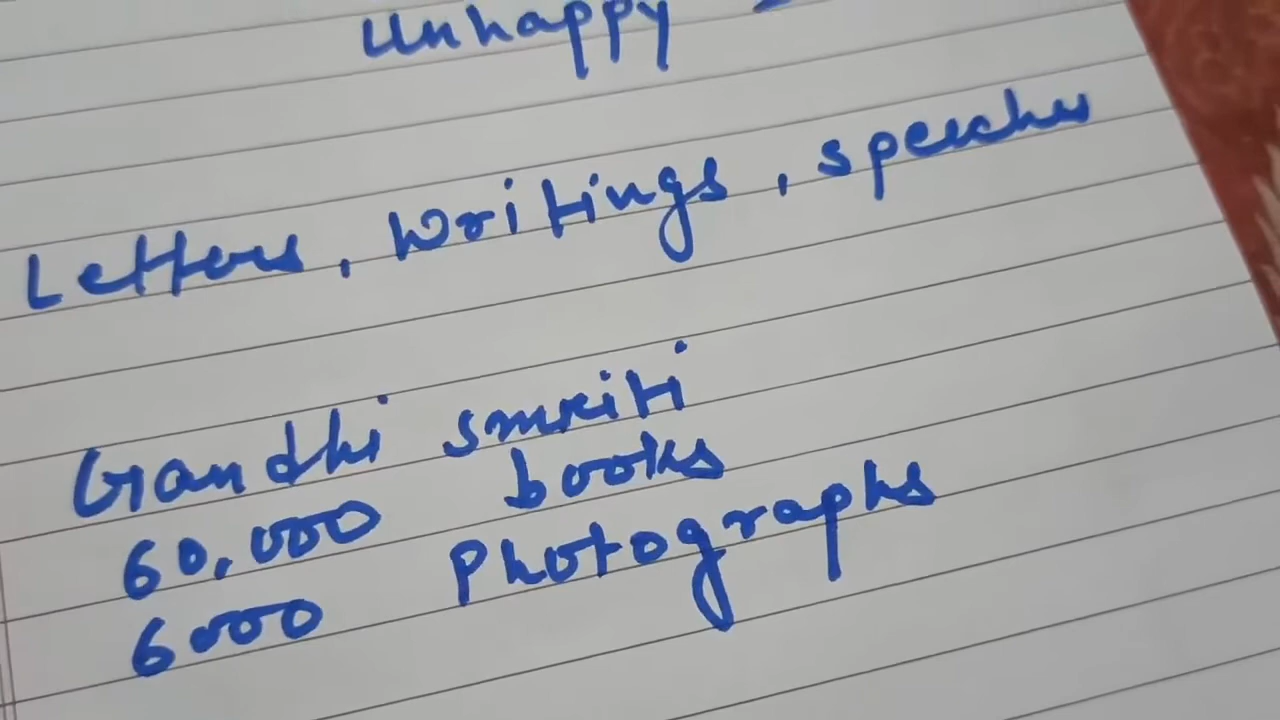 Unhappy
Letters, Writings, speeches
Gandhi smriti
60,000 books
6000 Photographs